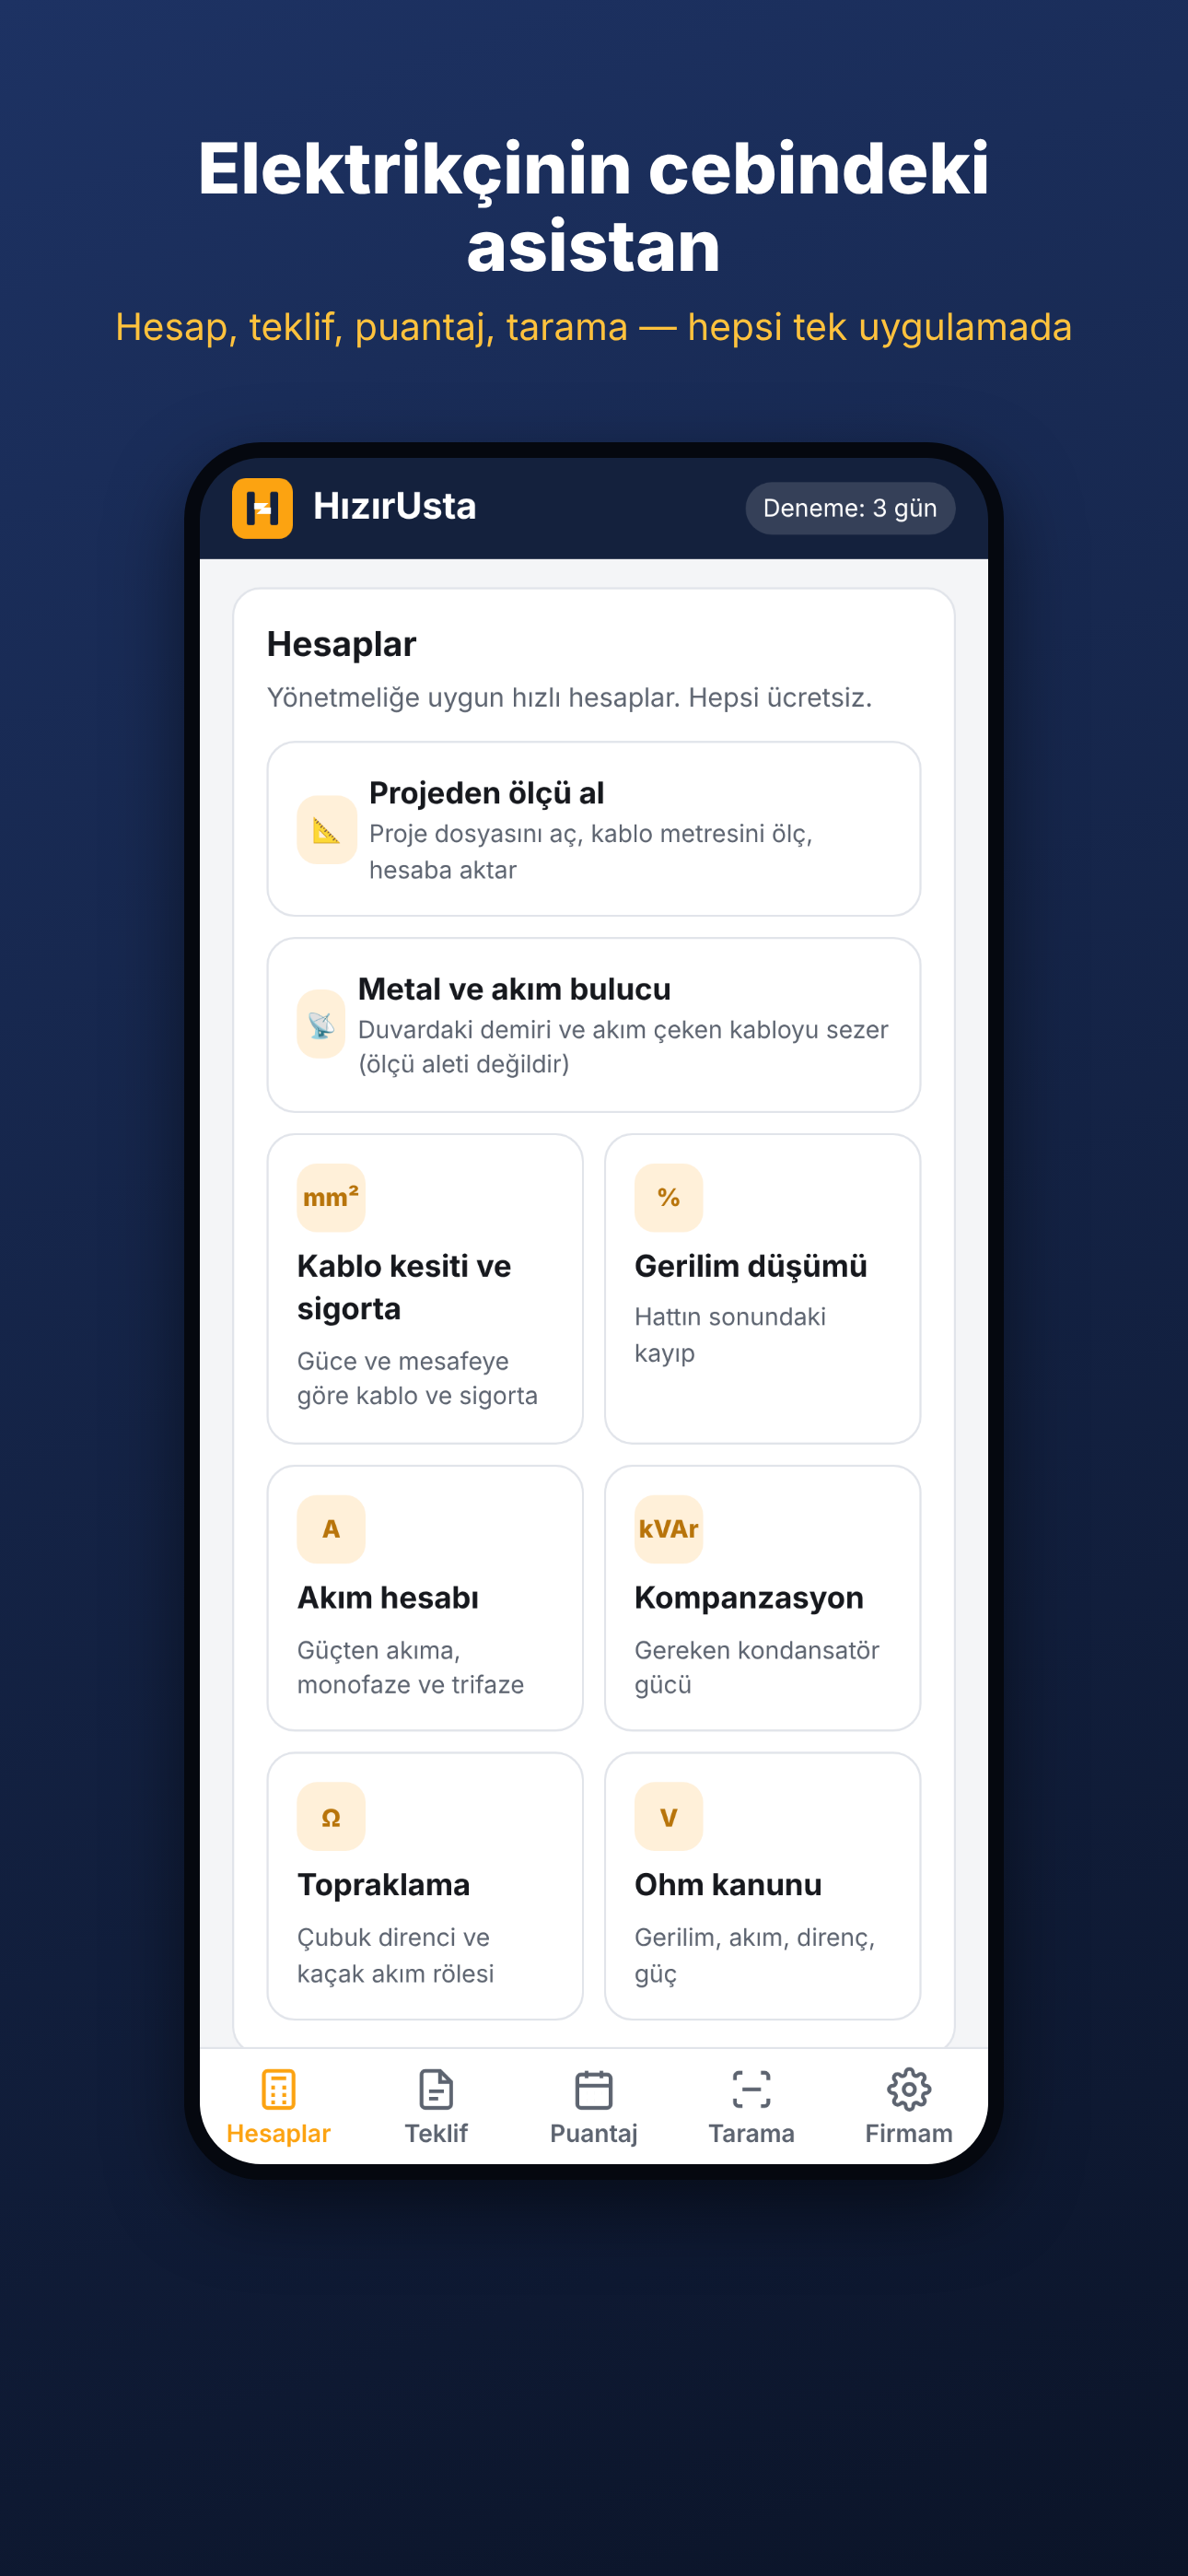 Elektrikçinin cebindeki
asistan
Hesap, teklif, puantaj, tarama — hepsi tek uygulamada
H
HızırUsta
Deneme: 3 gün
Hesaplar
Yönetmeliğe uygun hızlı hesaplar. Hepsi ücretsiz.
Projeden ölçü al
Proje dosyasını aç, kablo metresini ölç,
hesaba aktar
Metal ve akım bulucu
Duvardaki demiri ve akım çeken kabloyu sezer
(ölçü aleti değildir)
mm²
Kablo kesiti ve
sigorta
Güce ve mesafeye
göre kablo ve sigorta
%
Gerilim düşümü
Hattın sonundaki
kayıp
A
Akım hesabı
Güçten akıma,
monofaze ve trifaze
kVAr
Kompanzasyon
Gereken kondansatör
gücü
Ω
Topraklama
Çubuk direnci ve
kaçak akım rölesi
V
Ohm kanunu
Gerilim, akım, direnç,
güç
Hesaplar
Teklif
Puantaj
Tarama
Firmam